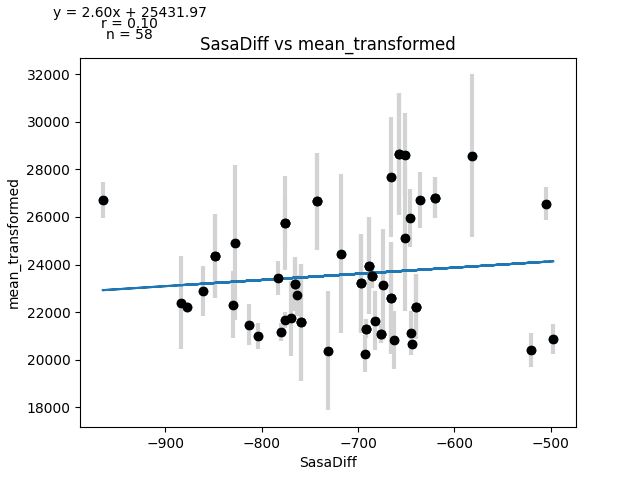 y = 2.60x + 25431.97
r = 0.10
n = 58
SasaDiff vs mean_transformed
32000
30000
28000
26000
24000
22000
20000
18000
mean_transformed
−900
−800
−700
−600
−500
SasaDiff